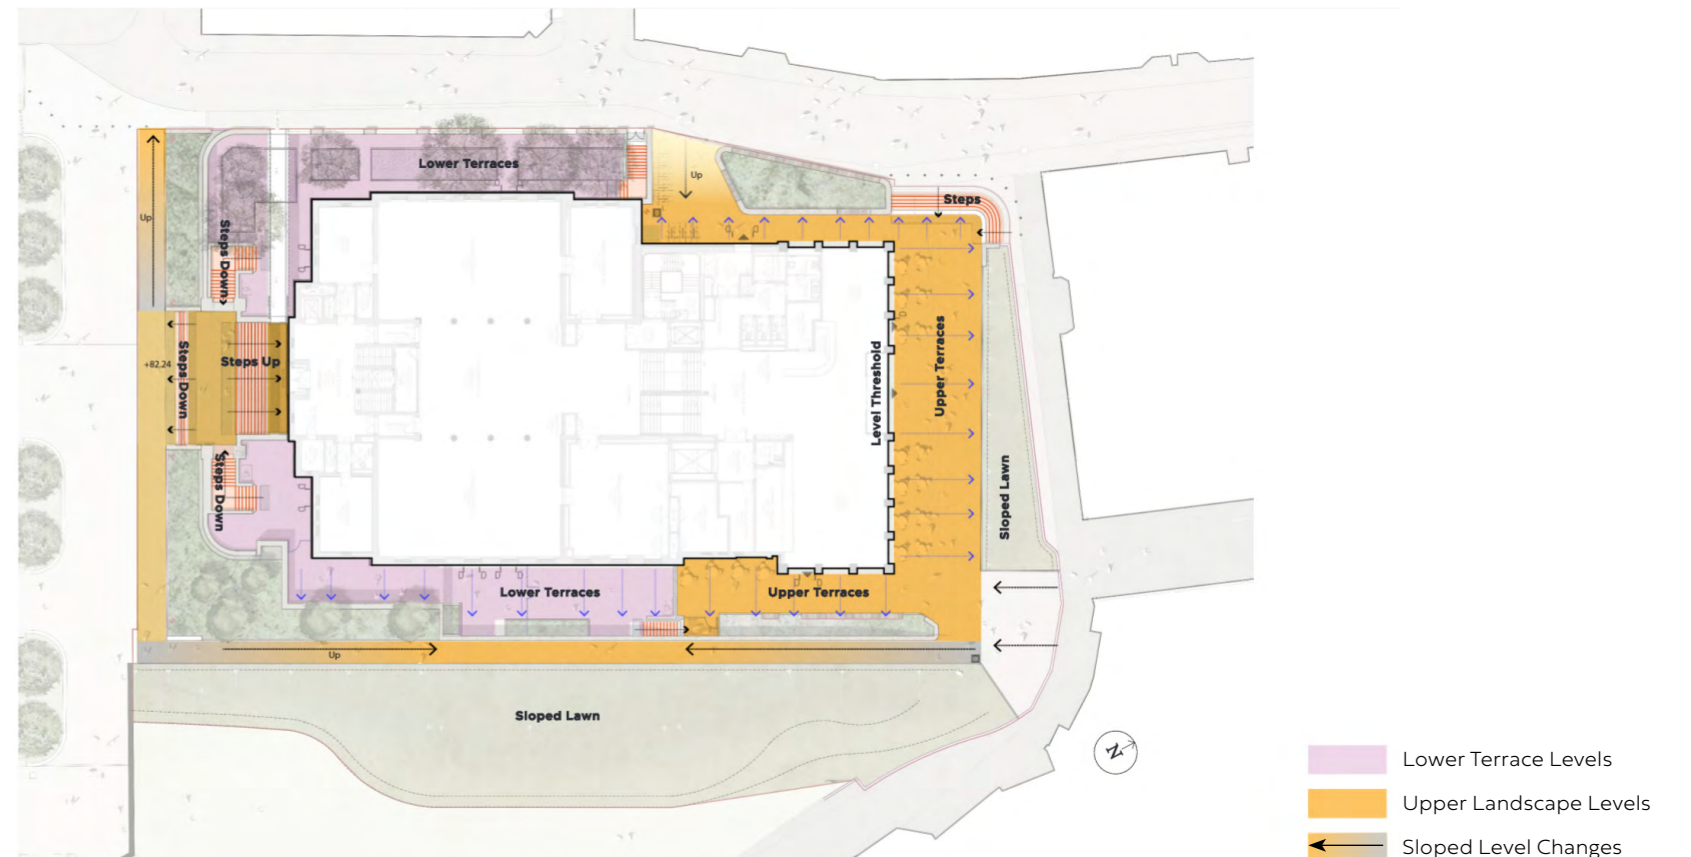 Lower Terraces
Up
Steps
Up
Steps Down
Upper Terraces
Level Threshold
Steps Up
Steps Down
+82.24
Steps Down
Sloped Lawn
Lower Terraces
Upper Terraces
Up
Sloped Lawn
N
Lower Terrace Levels
Upper Landscape Levels
Sloped Level Changes